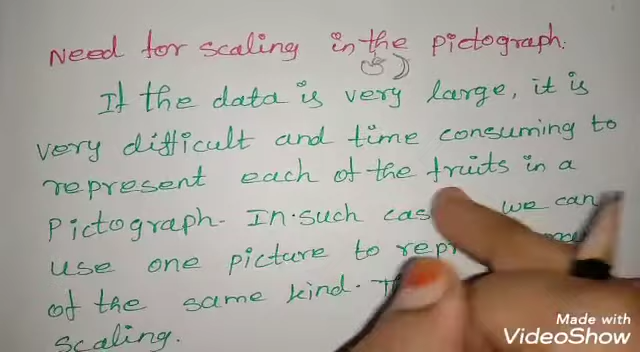 Need for scaling in the pictograph.
If the data is very large, it is
very difficult and time consuming to
represent each of the fruits in a
Pictograph. In such we can
use one picture to
of the same kind.
scaling.
Made with
VideoShow